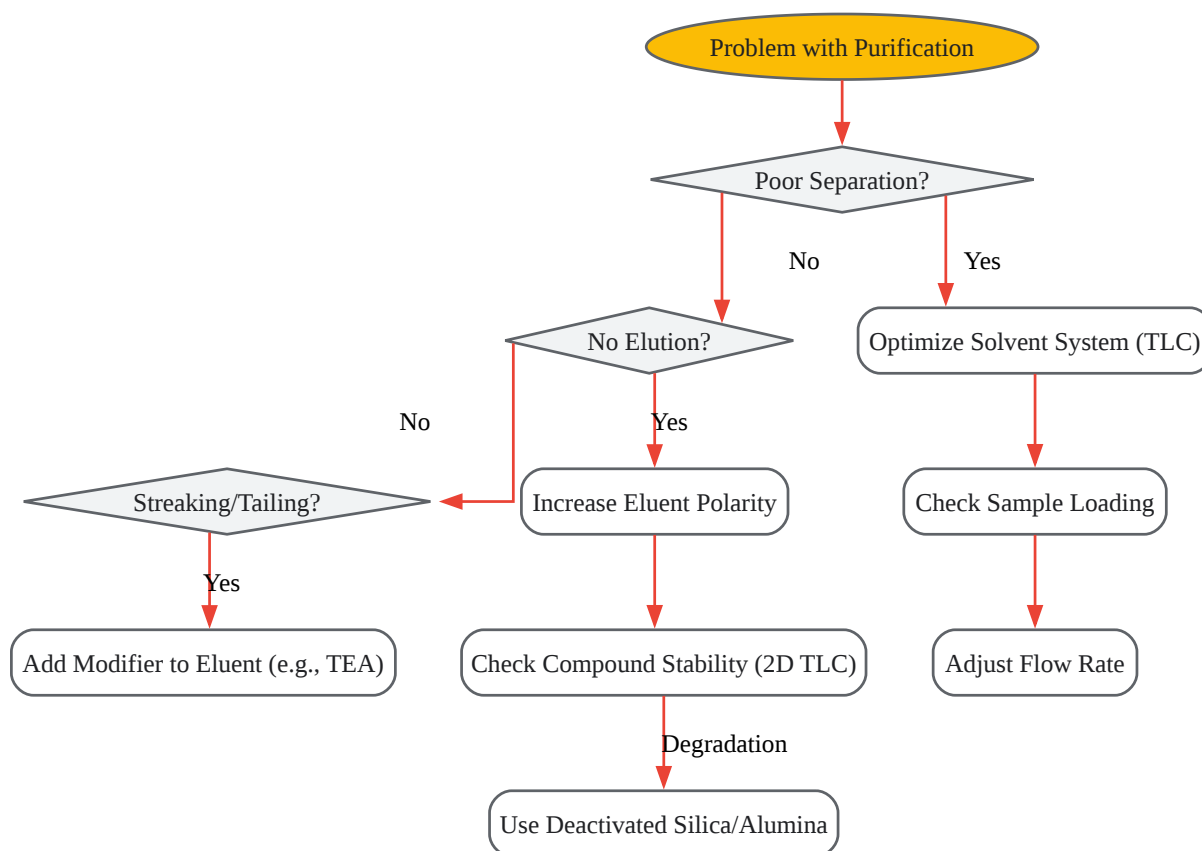 Problem with Purification
Poor Separation?
No
Yes
No Elution?
Optimize Solvent System (TLC)
No
Yes
Streaking/Tailing?
Increase Eluent Polarity
Check Sample Loading
Yes
Add Modifier to Eluent (e.g., TEA)
Check Compound Stability (2D TLC)
Adjust Flow Rate
Degradation
Use Deactivated Silica/Alumina